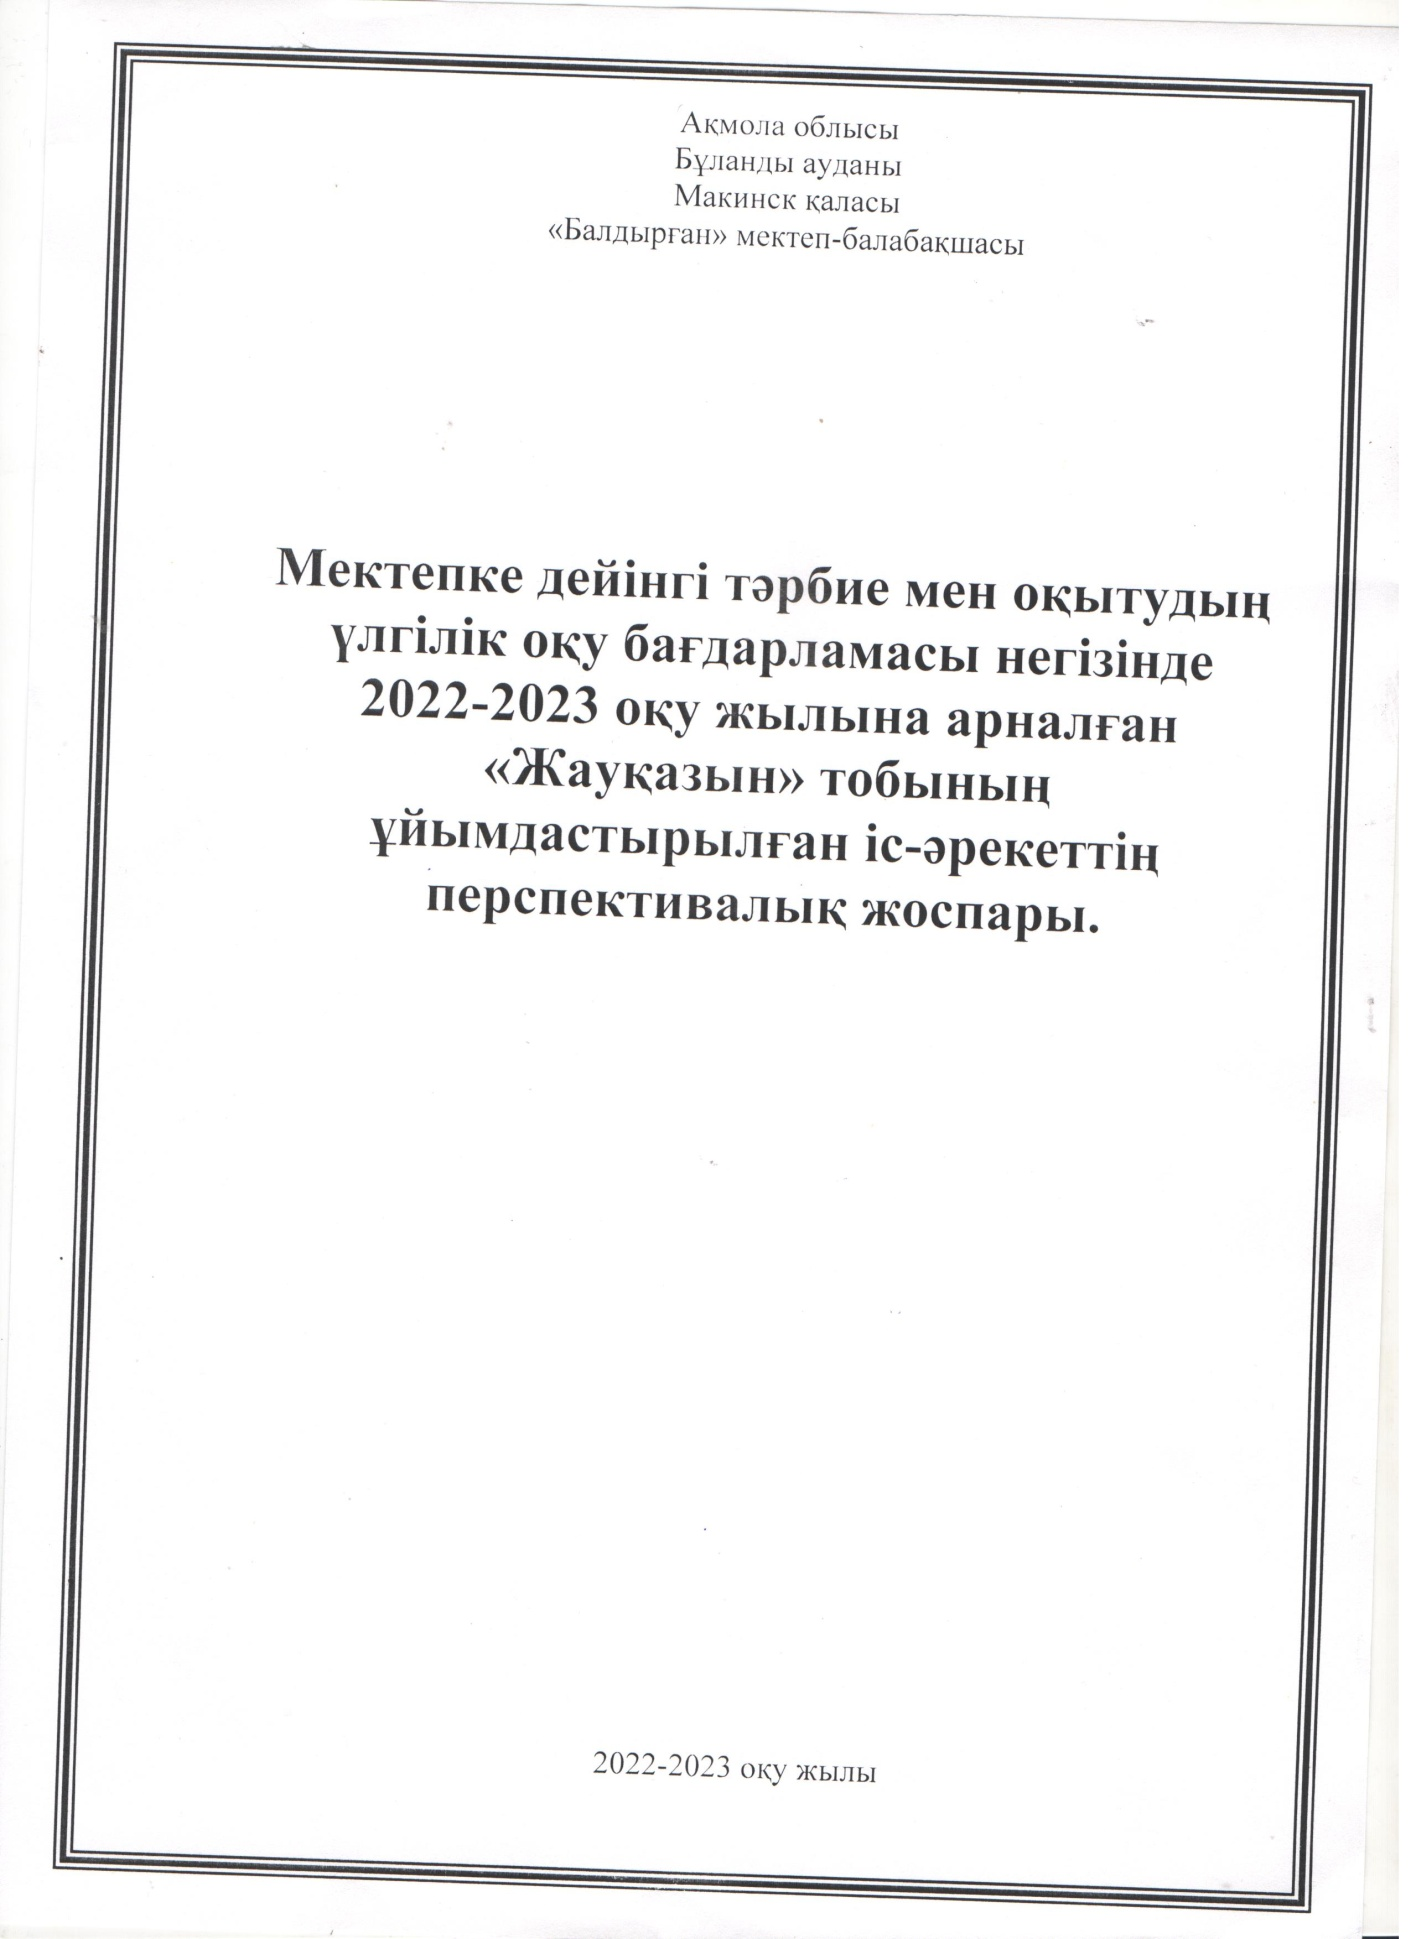 Ақмола облысы
Бұланды ауданы
Макинск қаласы
«Балдырған» мектеп-балабақшасы
Мектепке дейінгі тәрбие мен оқытудың
үлгілік оқу бағдарламасы негізінде
2022-2023 оқу жылына арналған
«Жауқазын» тобының
ұйымдастырылған іс-әрекеттің
перспективалық жоспары.
2022-2023 оқу жылы